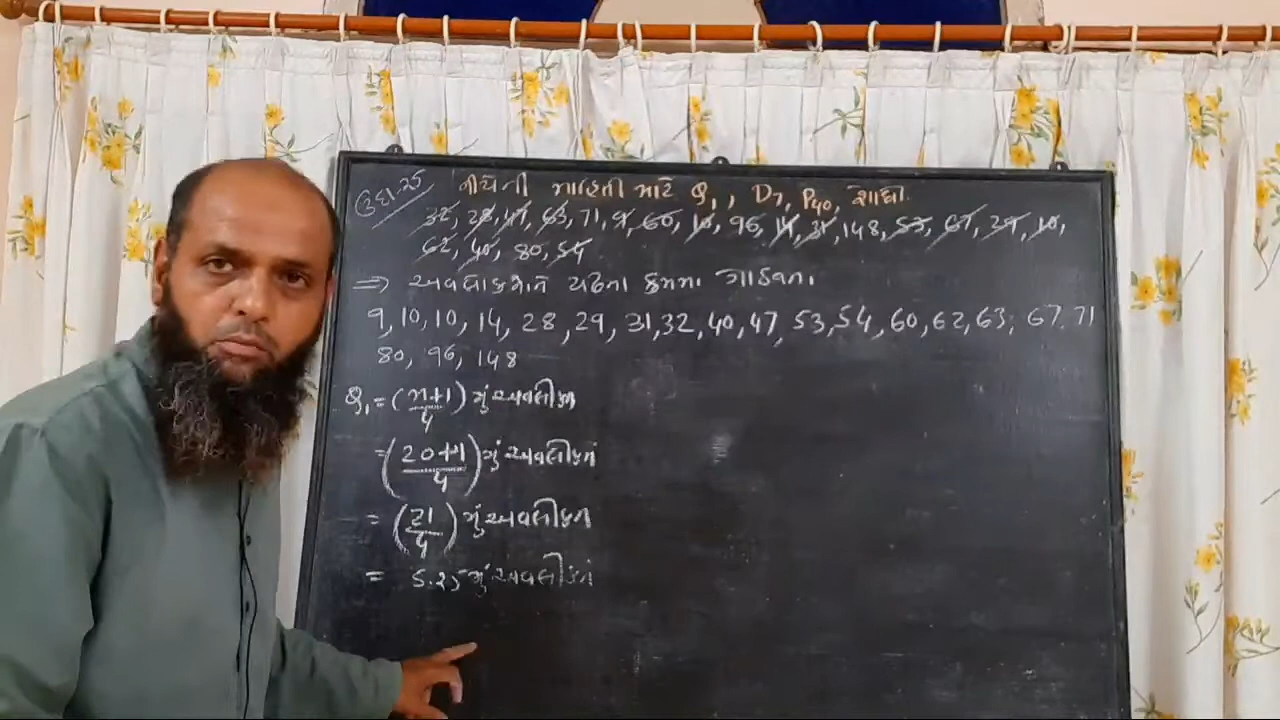 ઉદા.25 નીચેની માહિતી માટે Q₁, D₇, P₄₀, શોધો.
32, 28, 47, 63, 71, 9, 60, 10, 96, 14, 31, 148, 53, 67, 29, 10,
62, 40, 80, 54
⇒ અવલોકનોને ચઢતા ક્રમમાં ગોઠવતા
9, 10, 10, 14, 28, 29, 31, 32, 40, 47, 53, 54, 60, 62, 63, 67, 71
80, 96, 148
Q₁ = (n+1/4) મું અવલોકન
= (20+1/4) મું અવલોકન
= (21/4) મું અવલોકન
= 5.25 મું અવલોકન